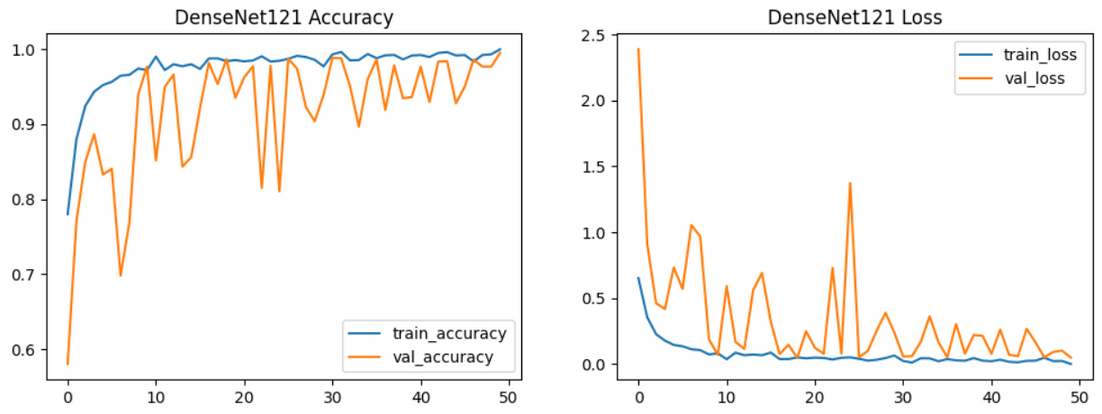 DenseNet121 Accuracy
1.0
0.9
0.8
0.7
0.6
train_accuracy
val_accuracy
0 10 20 30 40 50
DenseNet121 Loss
2.5
2.0
1.5
1.0
0.5
0.0
train_loss
val_loss
0 10 20 30 40 50